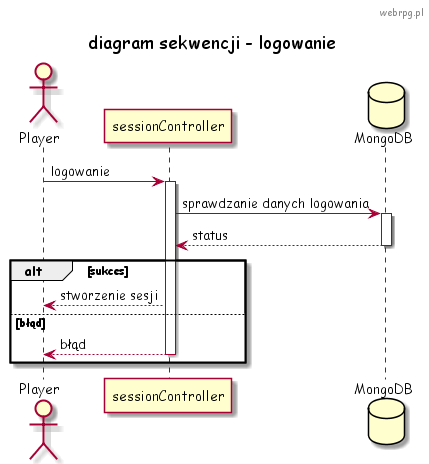 webrpg.pl
diagram sekwencji - logowanie
Player
sessionController
MongoDB
logowanie
sprawdzanie danych logowania
status
alt [sukces]
stworzenie sesji
[błąd]
błąd
Player
sessionController
MongoDB